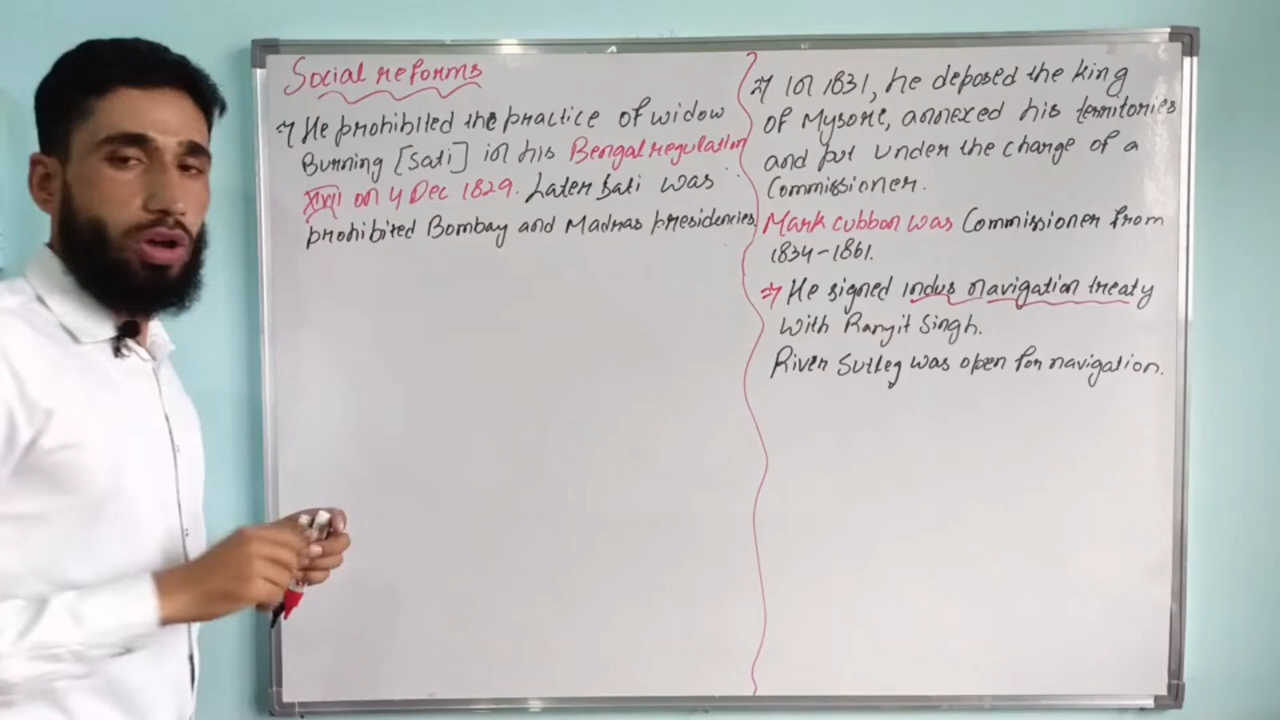 Social reforms
→ He prohibited the practice of widow
Burning [Sati] in his Bengal regulation
XVII on 4 Dec 1829. Later Sati was
prohibited Bombay and Madras presidencies
→ In 1831, he deposed the king
of Mysore, annexed his territories
and put under the charge of a
Commissioner.
Mark cubbon was Commissioner from
1834-1861.
→ He signed indus navigation treaty
with Ranjit Singh.
River Sutleg was open for navigation.